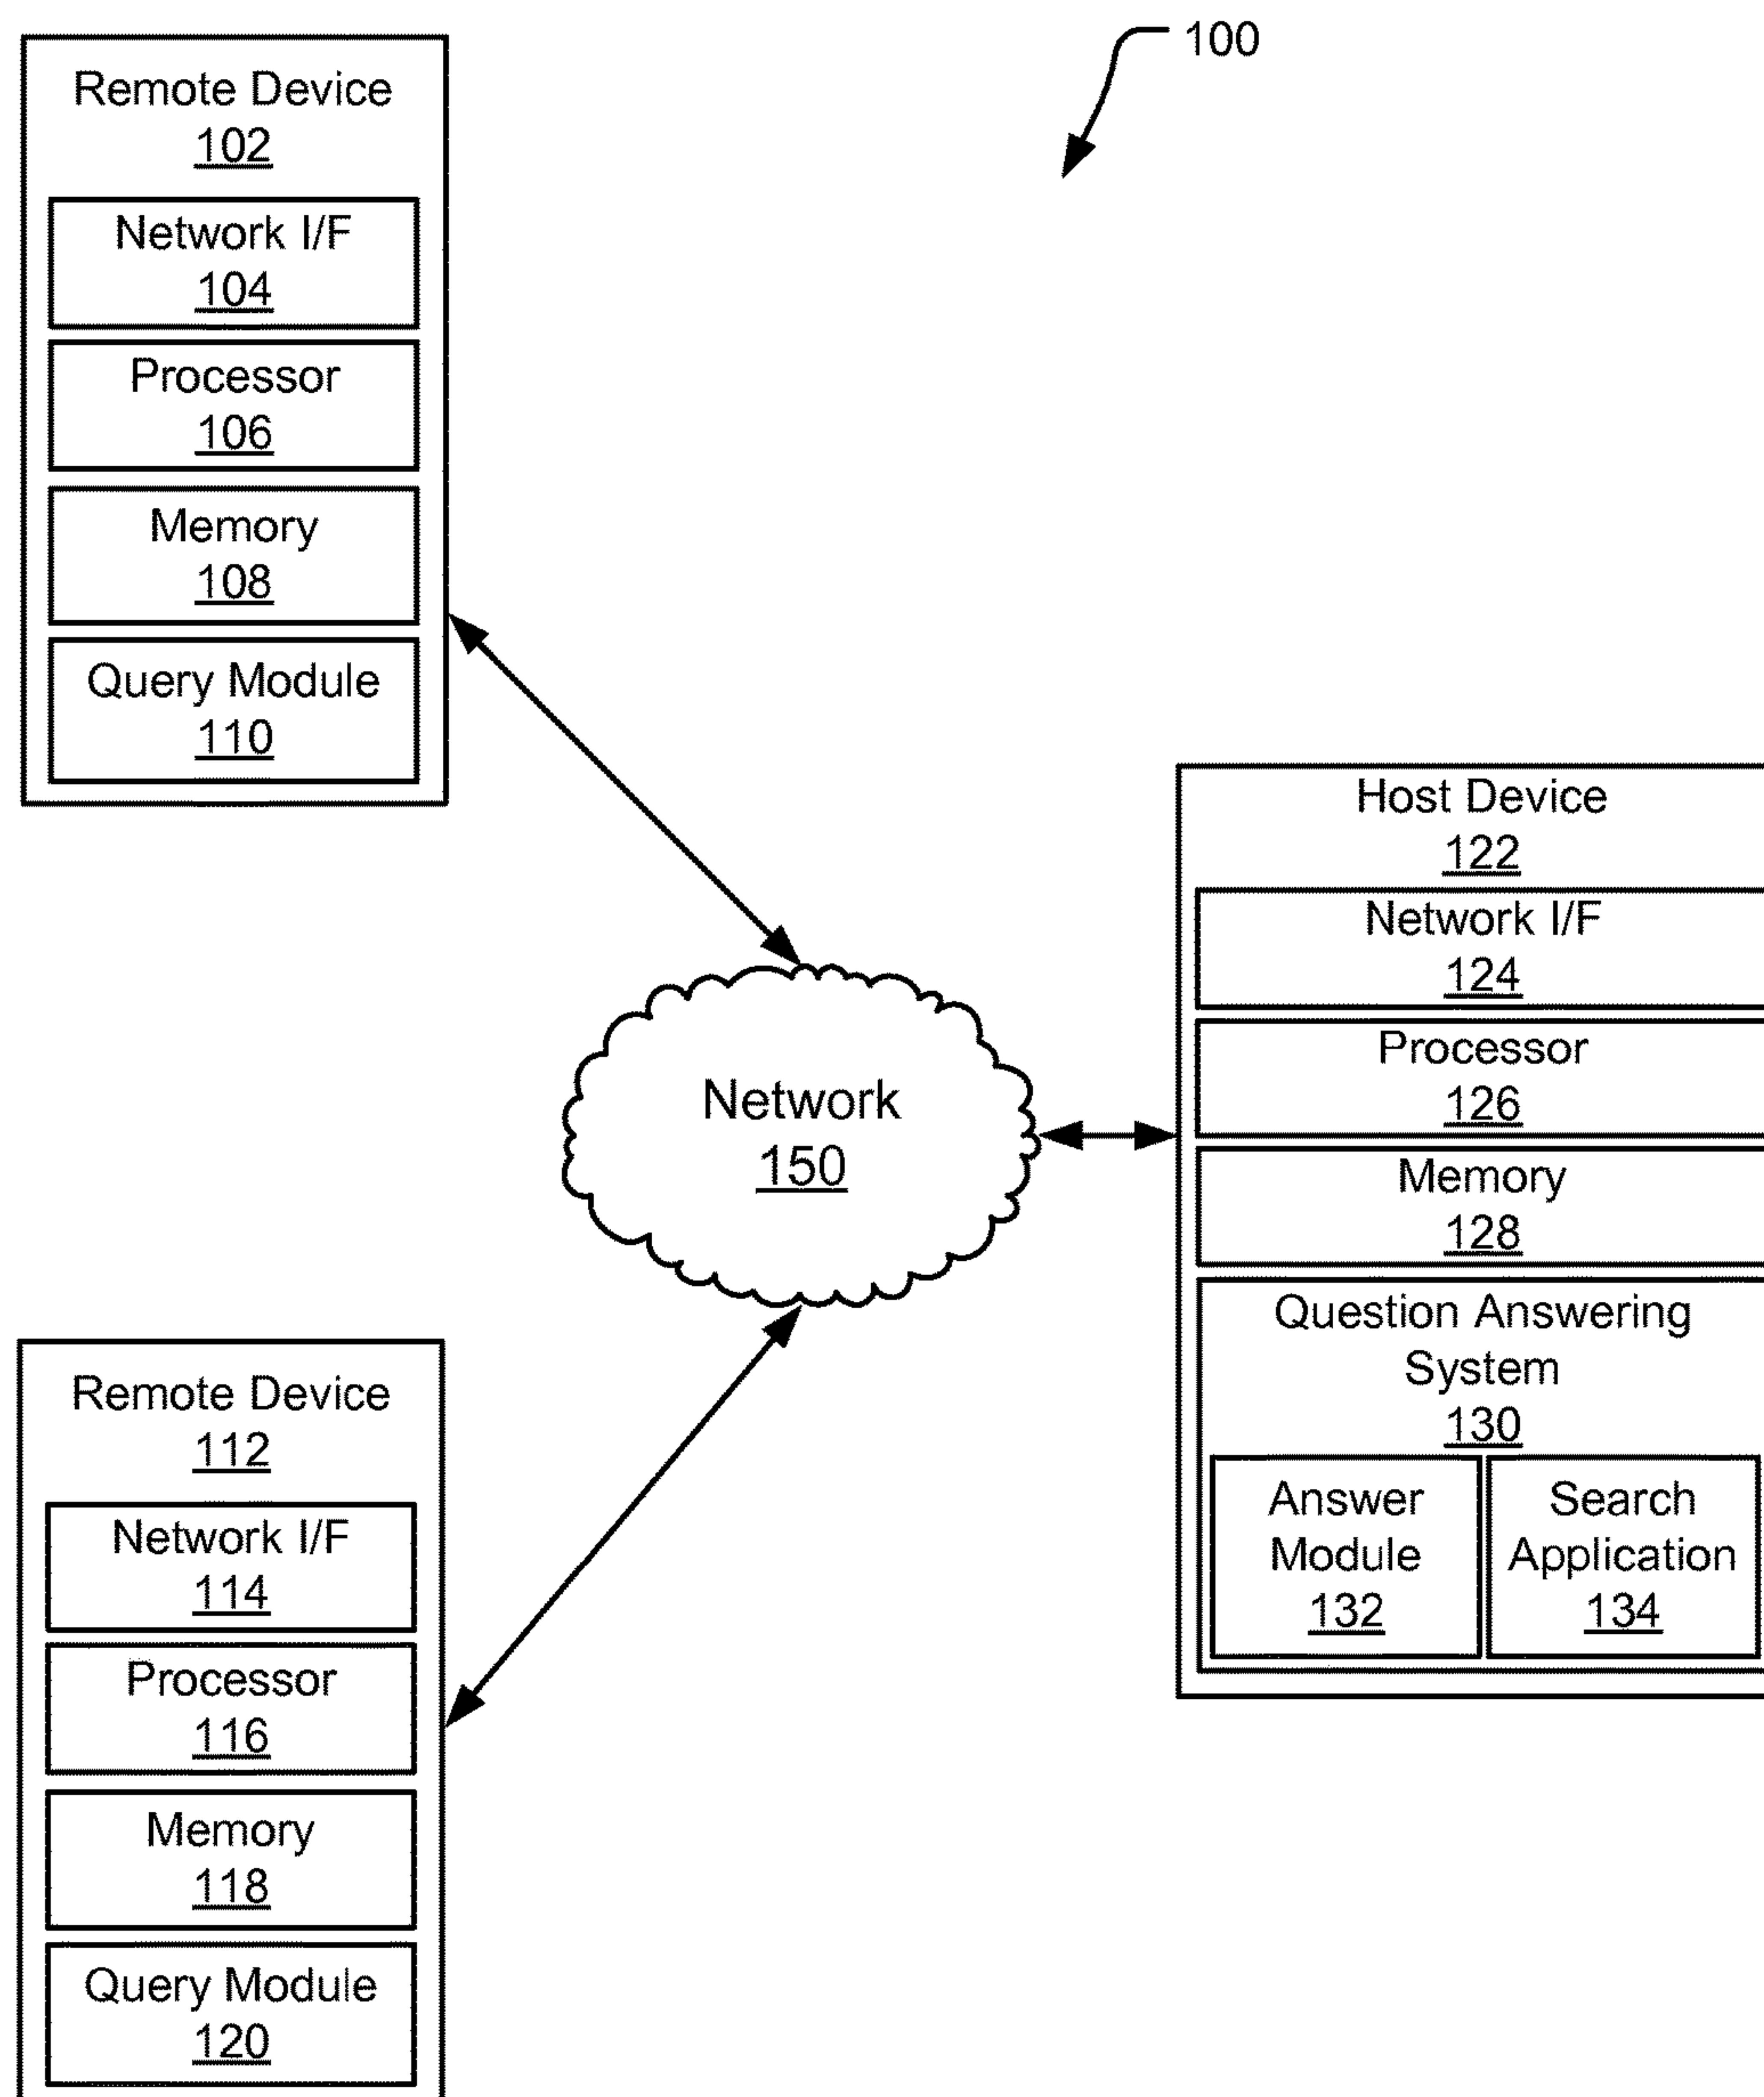 100
Remote Device
102
Network I/F
104
Processor
106
Memory
108
Query Module
110
Network
150
Host Device
122
Network I/F
124
Processor
126
Memory
128
Question Answering
System
130
Answer
Module
132
Search
Application
134
Remote Device
112
Network I/F
114
Processor
116
Memory
118
Query Module
120